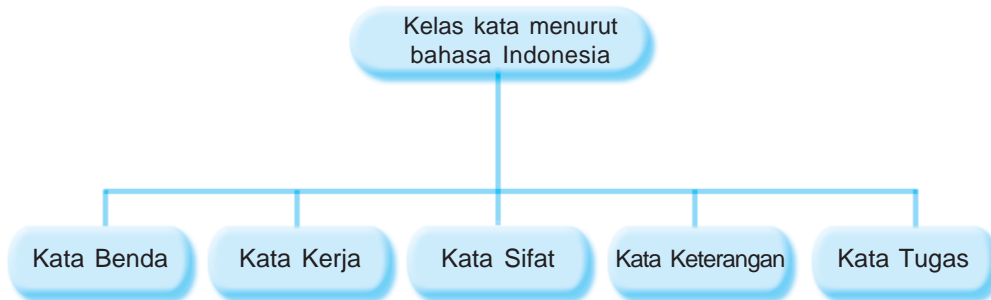 Kelas kata menurut
bahasa Indonesia
Kata Benda
Kata Kerja
Kata Sifat
Kata Keterangan
Kata Tugas